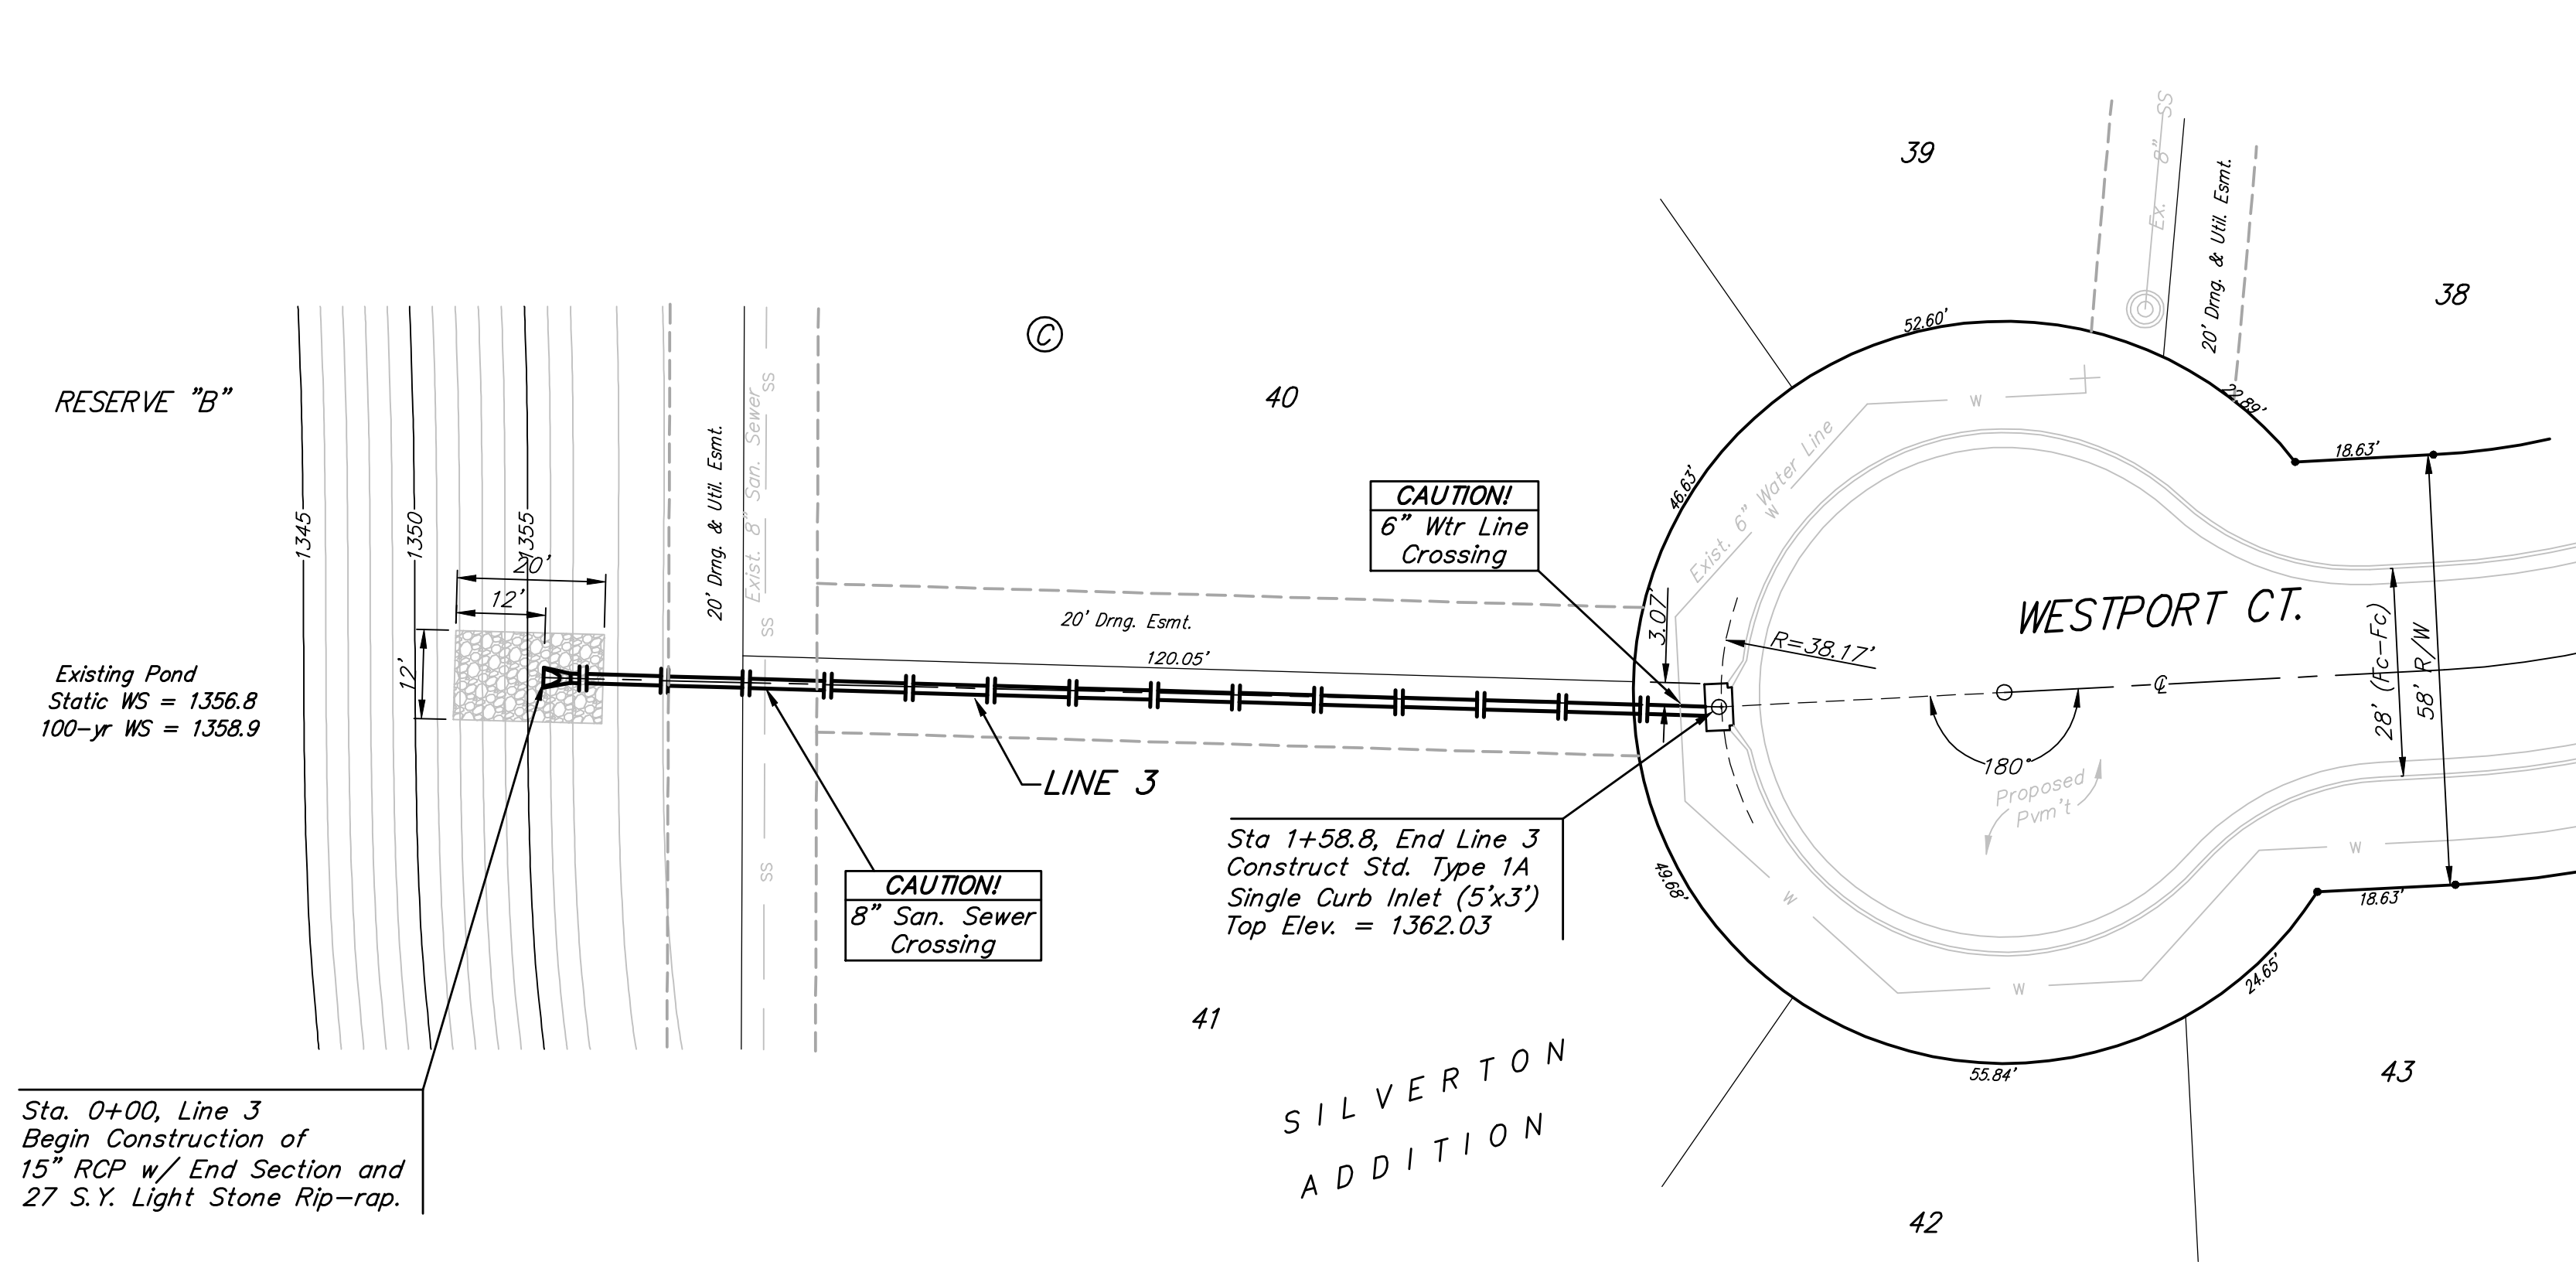 39
38
Ex. 8" SS
20' Drng. & Util. Esmt.
52.60'
22.89'
18.63'
C
40
RESERVE "B"
W
Exist. 6" Water Line
W
46.63'
SS
20' Drng. & Util. Esmt.
Exist. 8" San. Sewer
SS
SS
1345
1350
1355
20'
12'
12'
CAUTION!
6" Wtr Line
Crossing
3.07'
R=38.17'
WESTPORT CT.
28' (Fc-Fc)
58' R/W
20' Drng. Esmt.
120.05'
Existing Pond
Static WS = 1356.8
100-yr WS = 1358.9
℄
180°
Proposed
Pvm't
LINE 3
Sta 1+58.8, End Line 3
Construct Std. Type 1A
Single Curb Inlet (5'x3')
Top Elev. = 1362.03
CAUTION!
8" San. Sewer
Crossing
49.68'
W
W
W
18.63'
24.65'
55.84'
41
43
42
SILVERTON
ADDITION
Sta. 0+00, Line 3
Begin Construction of
15" RCP w/ End Section and
27 S.Y. Light Stone Rip-rap.